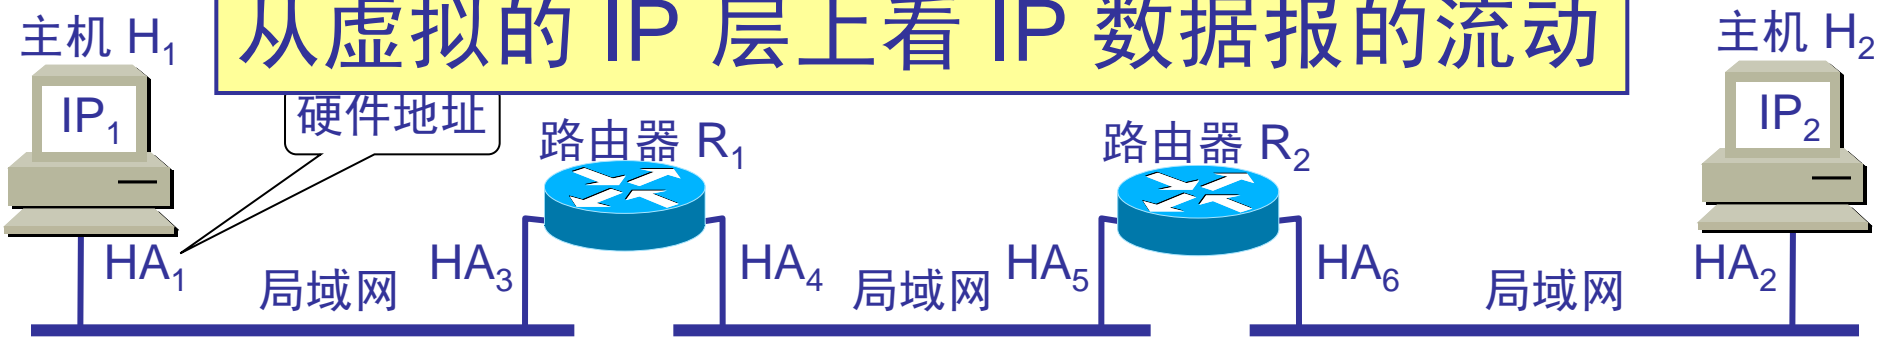 从虚拟的 IP 层上看 IP 数据报的流动
主机 H₁
主机 H₂
IP₁
硬件地址
路由器 R₁
路由器 R₂
IP₂
HA₁
局域网
HA₃
HA₄
局域网
HA₅
HA₆
局域网
HA₂